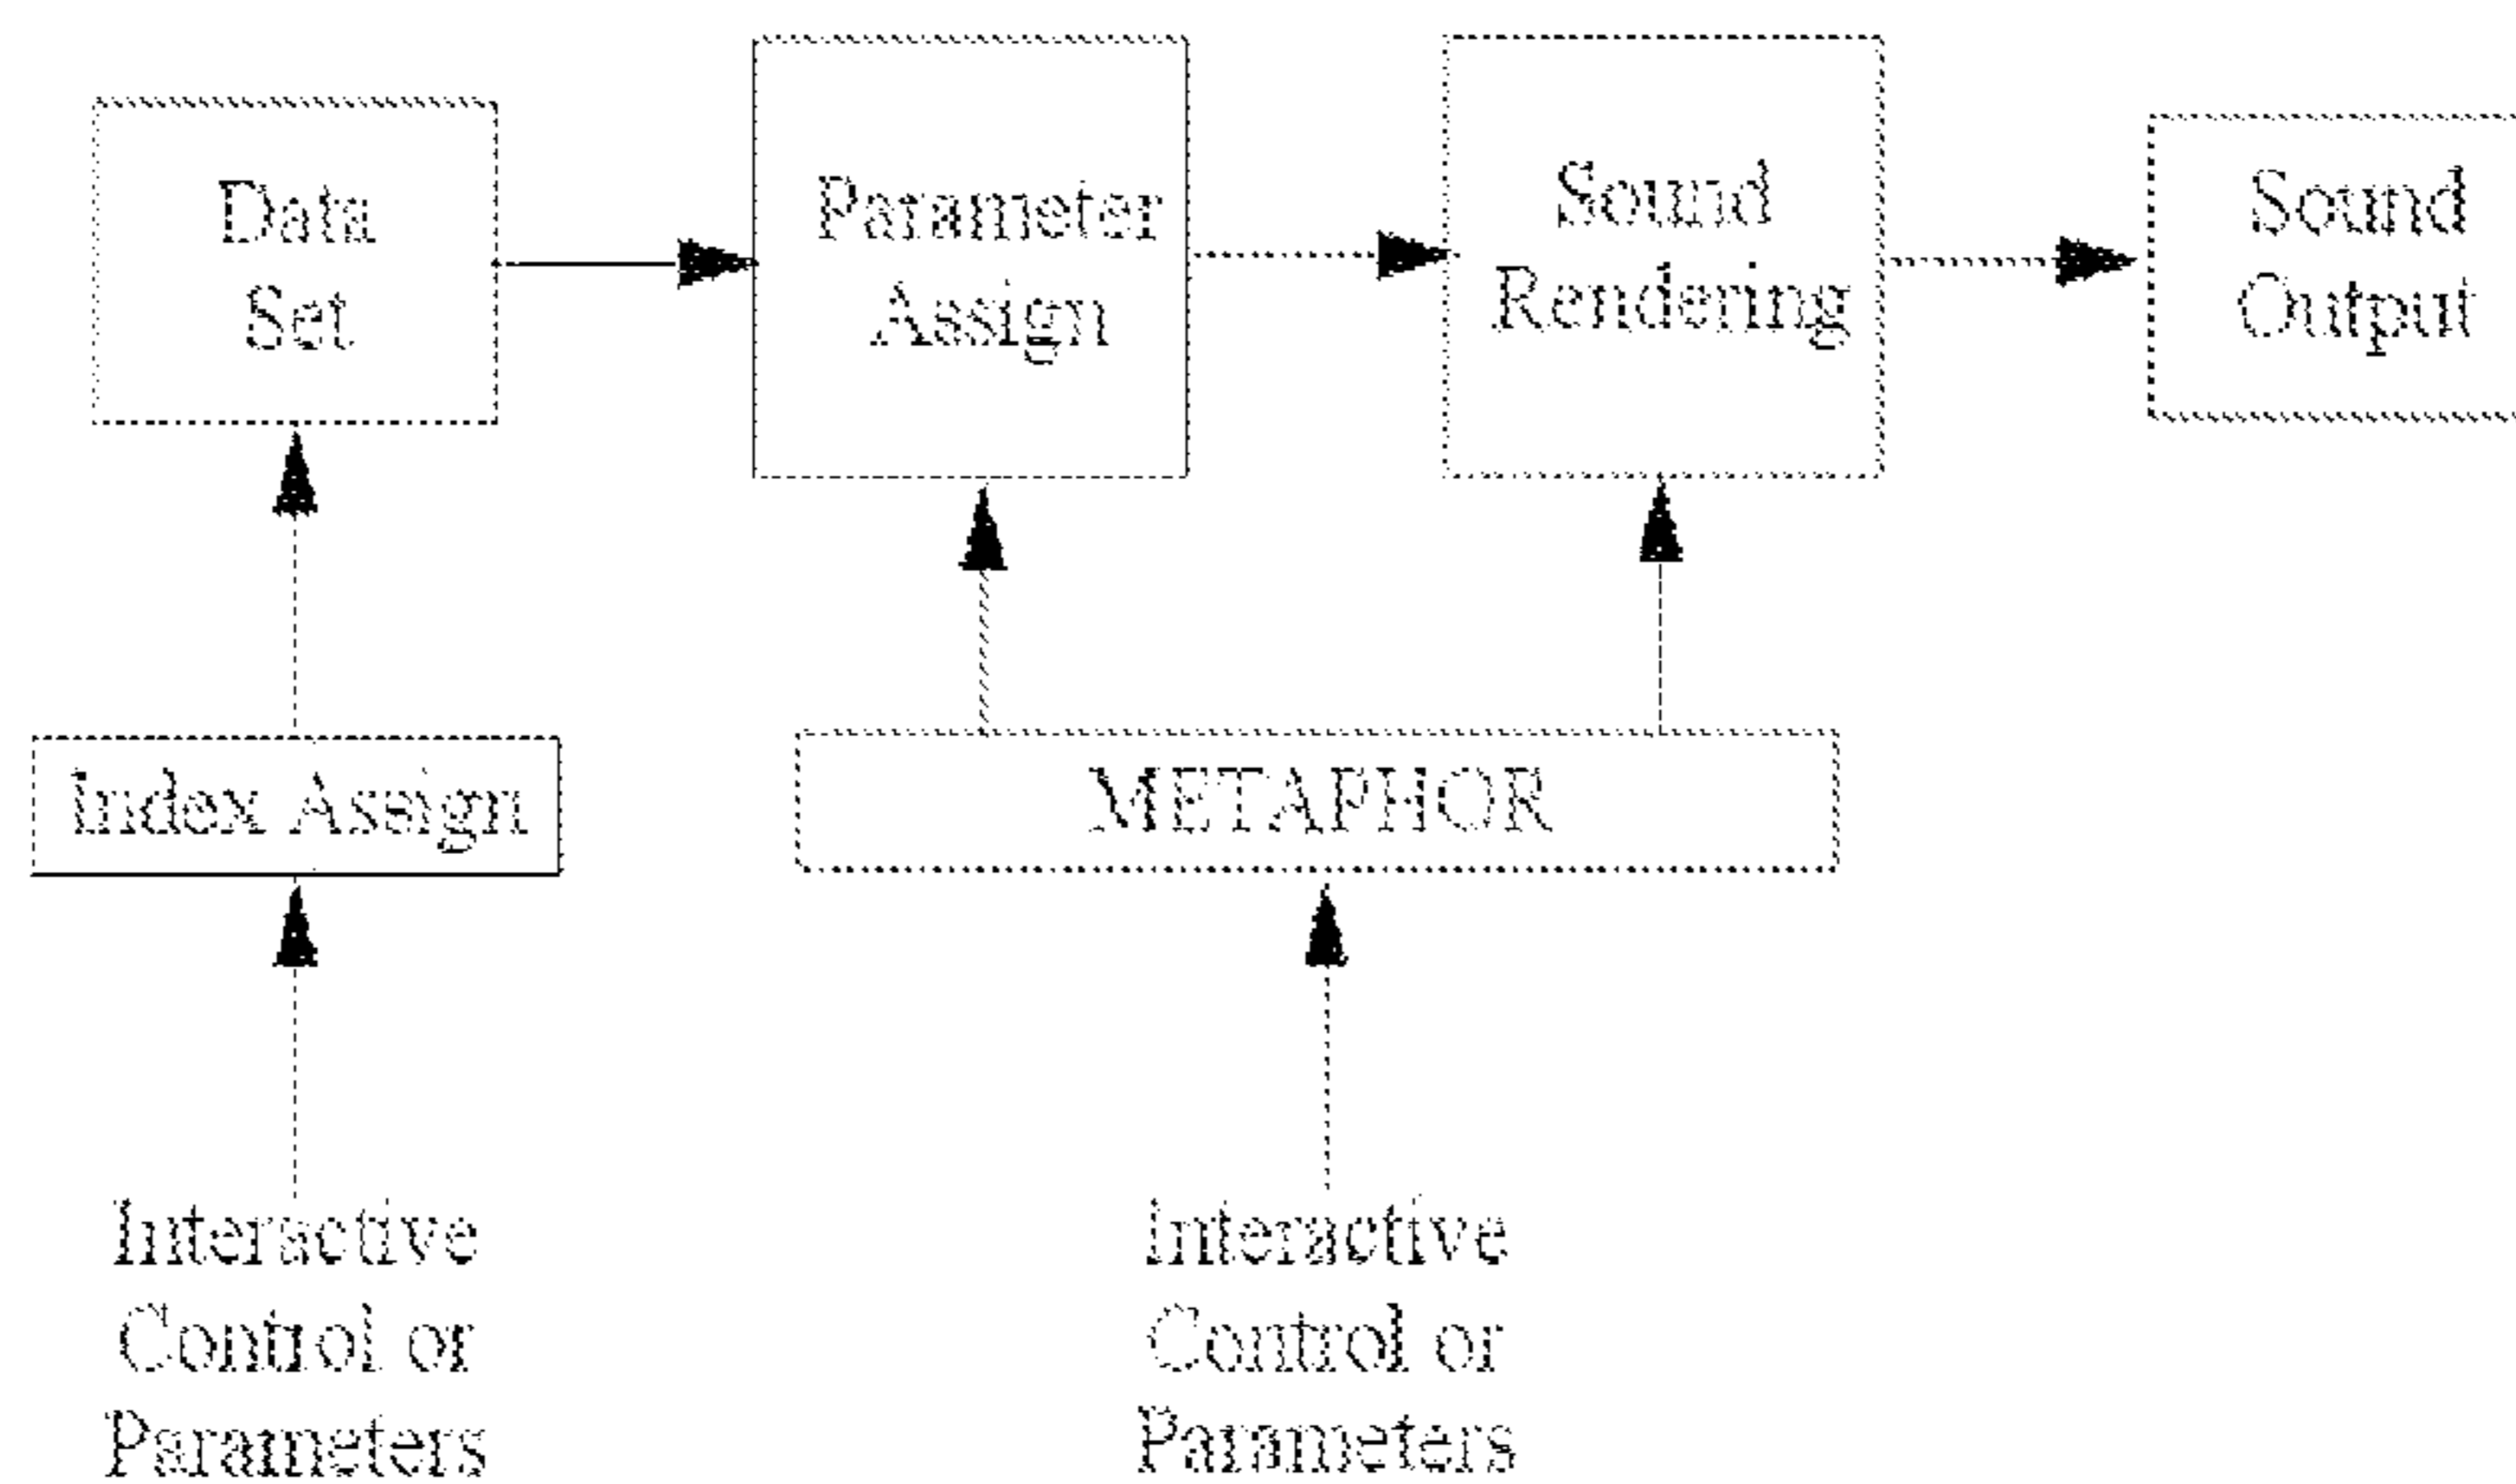 Data
Set
Parameter
Assign
Sound
Rendering
Sound
Output
Index Assign
METAPHOR
Interactive
Control or
Parameters
Interactive
Control or
Parameters